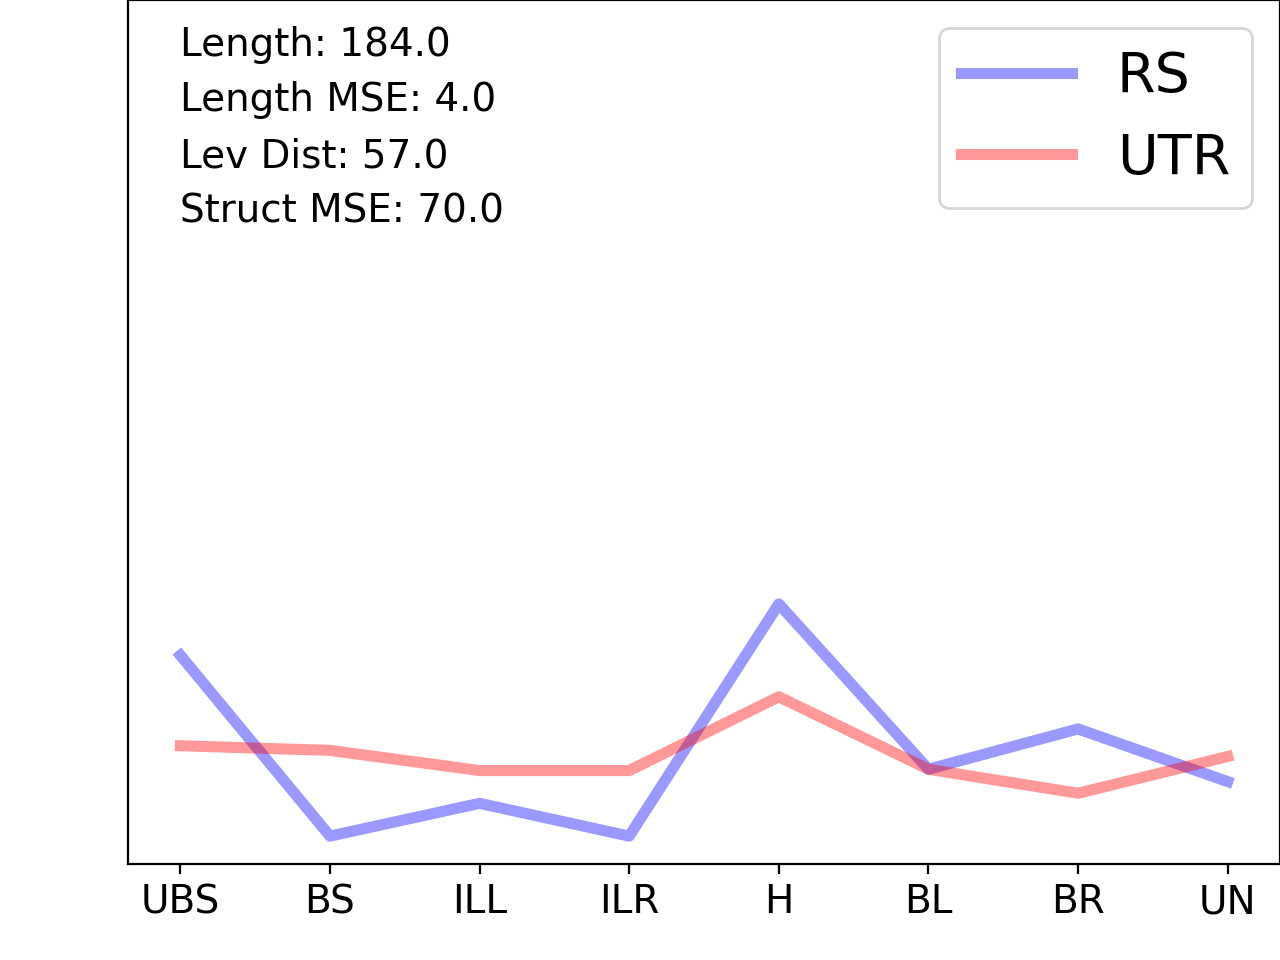 Length: 184.0
Length MSE: 4.0
Lev Dist: 57.0
Struct MSE: 70.0
RS
UTR
UBS BS ILL ILR H BL BR UN